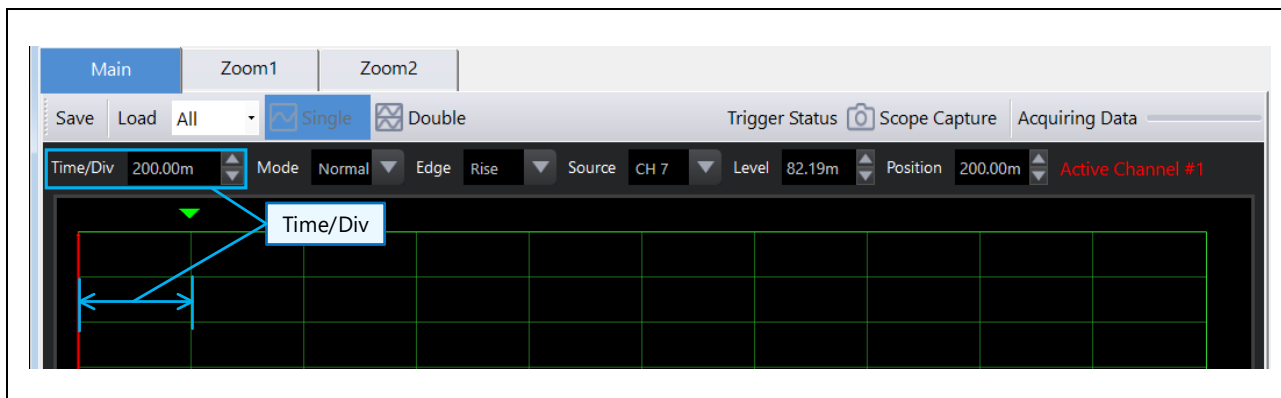 Main Zoom1 Zoom2
Save Load All Single Double Trigger Status Scope Capture Acquiring Data
Time/Div 200.00m Mode Normal Edge Rise Source CH 7 Level 82.19m Position 200.00m Active Channel #1
Time/Div